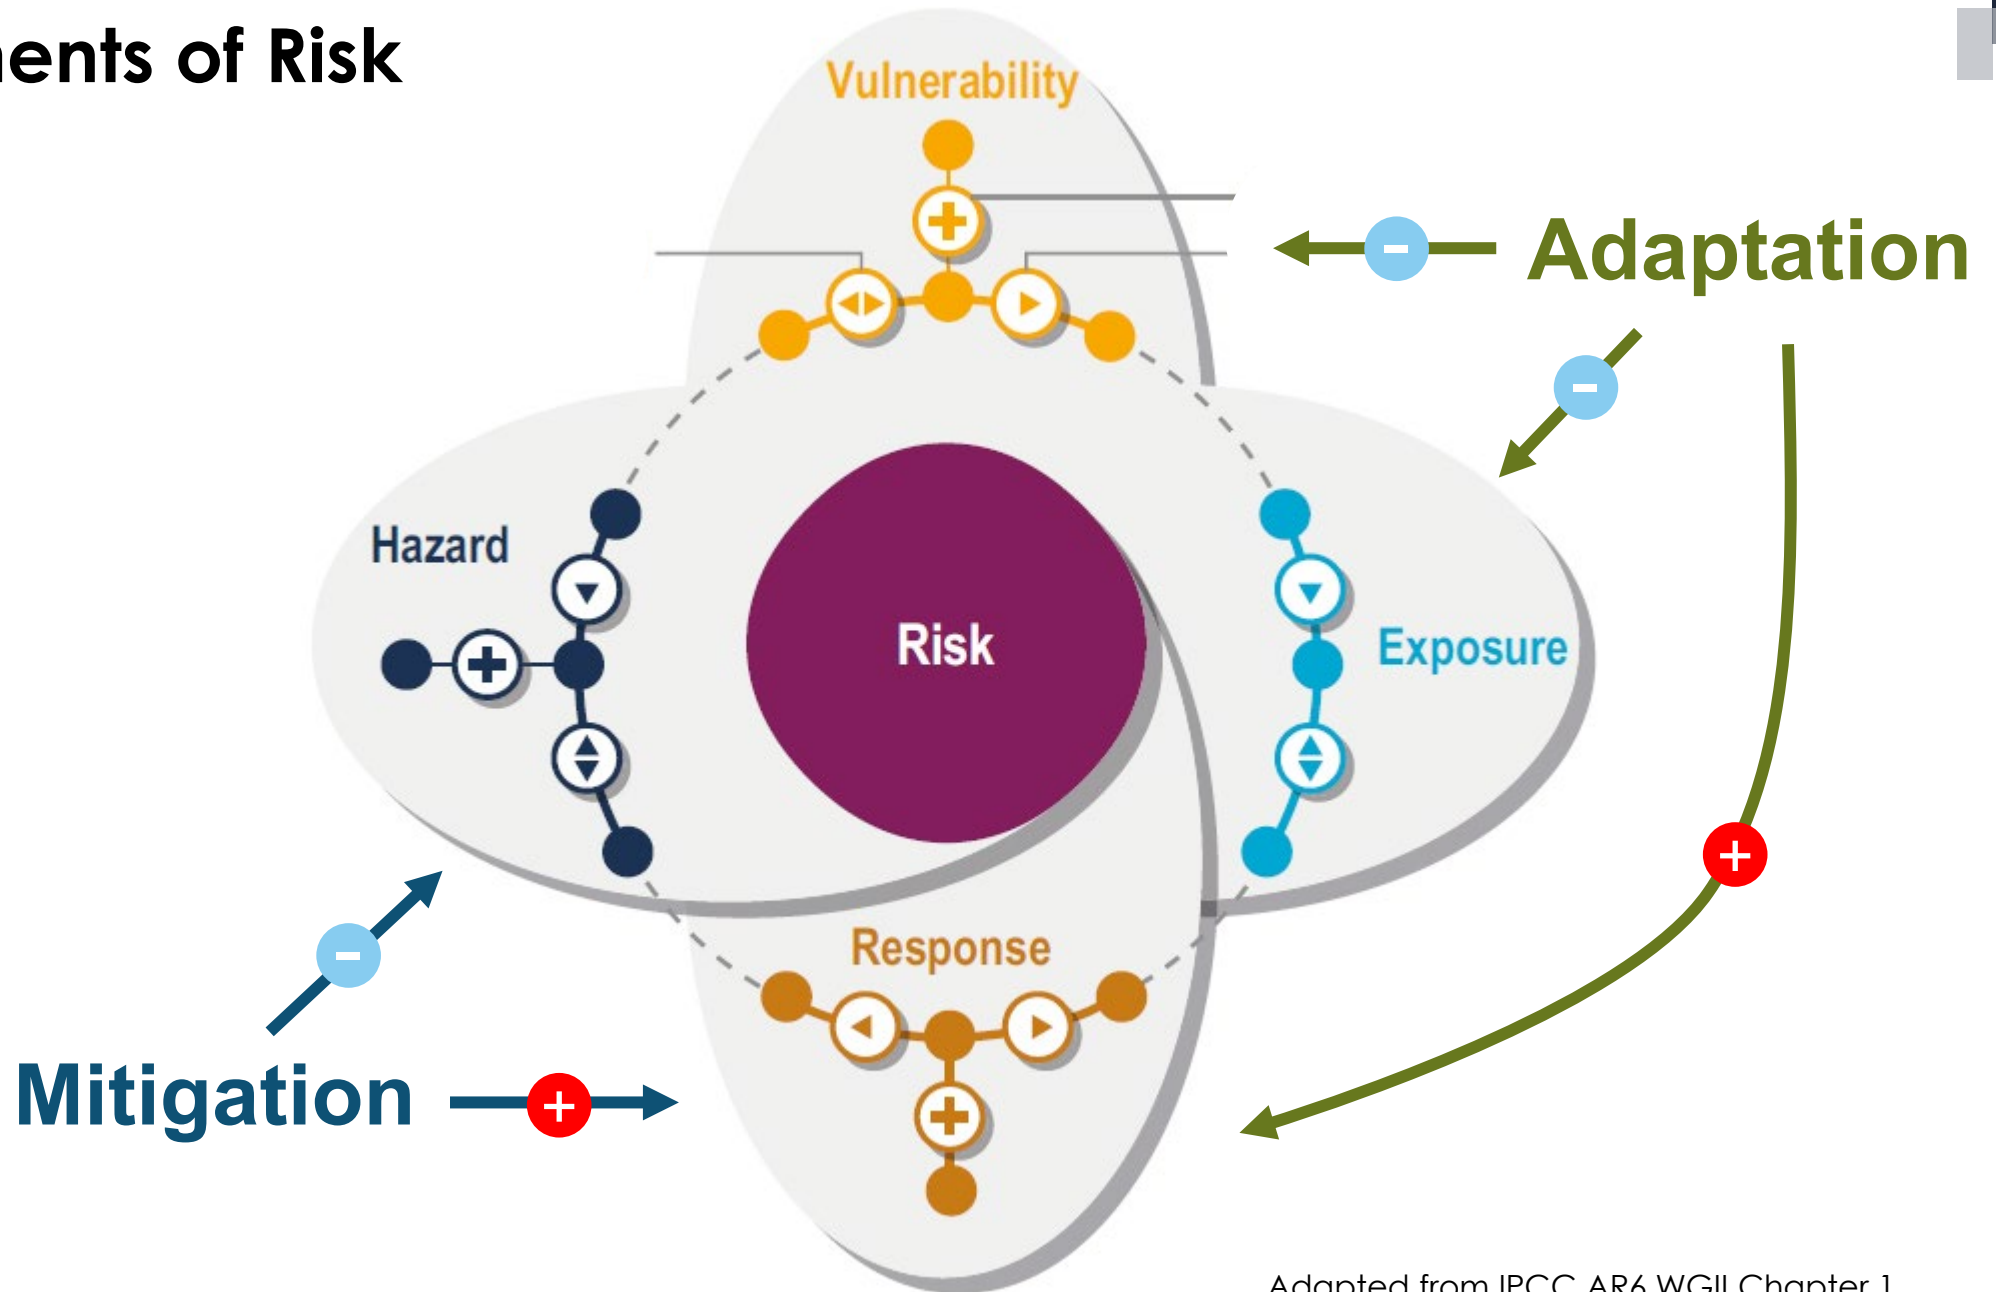 ents of Risk
Vulnerability
Adaptation
Hazard
Risk
Exposure
Response
Mitigation
Adapted from IPCC AR6 WGII Chapter 1